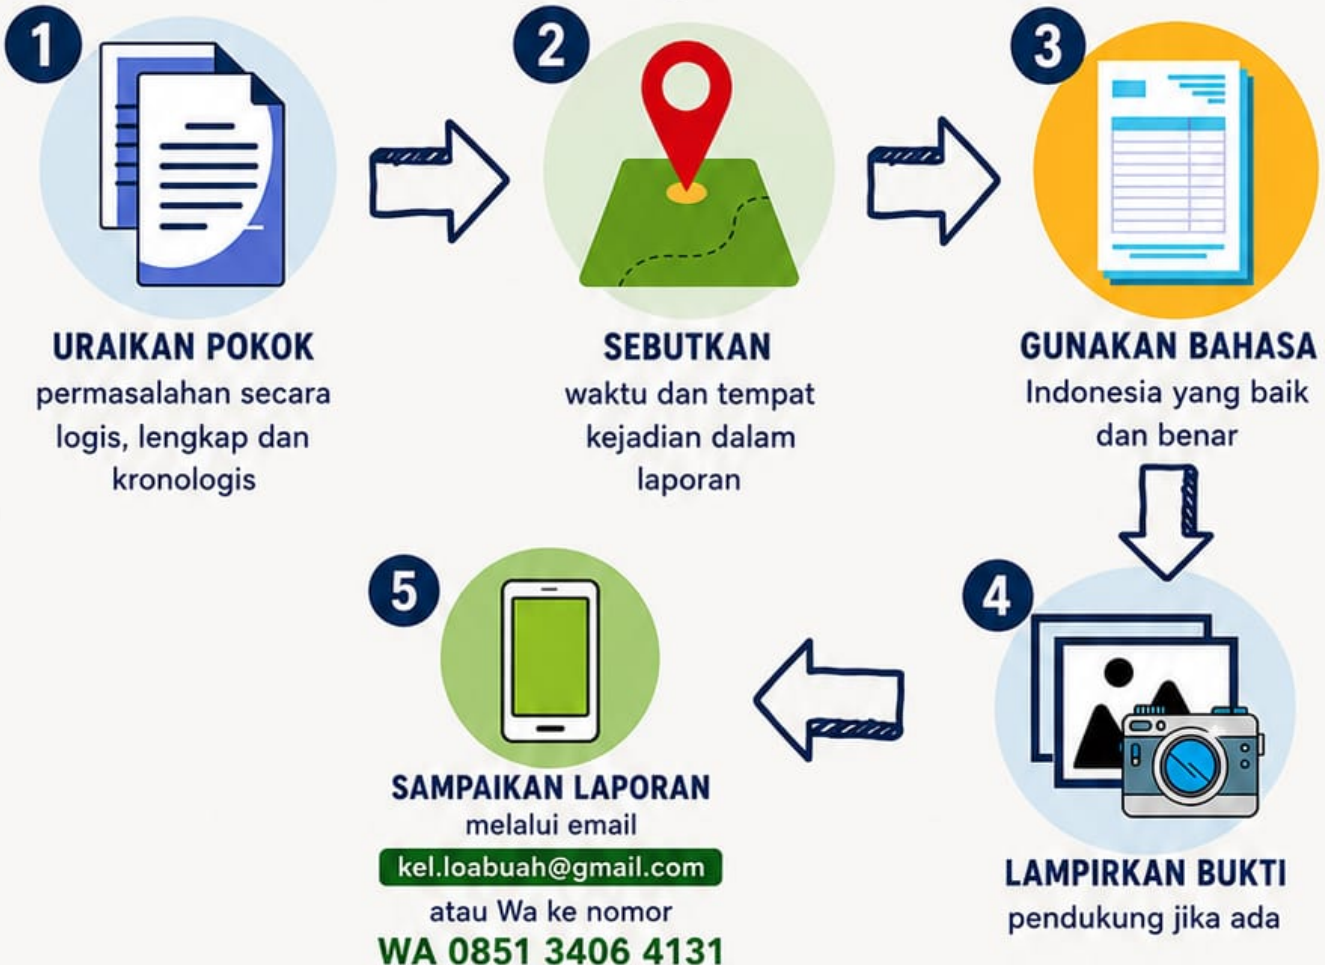 1
URAIKAN POKOK
permasalahan secara
logis, lengkap dan
kronologis
2
SEBUTKAN
waktu dan tempat
kejadian dalam
laporan
3
GUNAKAN BAHASA
Indonesia yang baik
dan benar
4
LAMPIRKAN BUKTI
pendukung jika ada
5
SAMPAIKAN LAPORAN
melalui email
kel.loabuah@gmail.com
atau Wa ke nomor
WA 0851 3406 4131